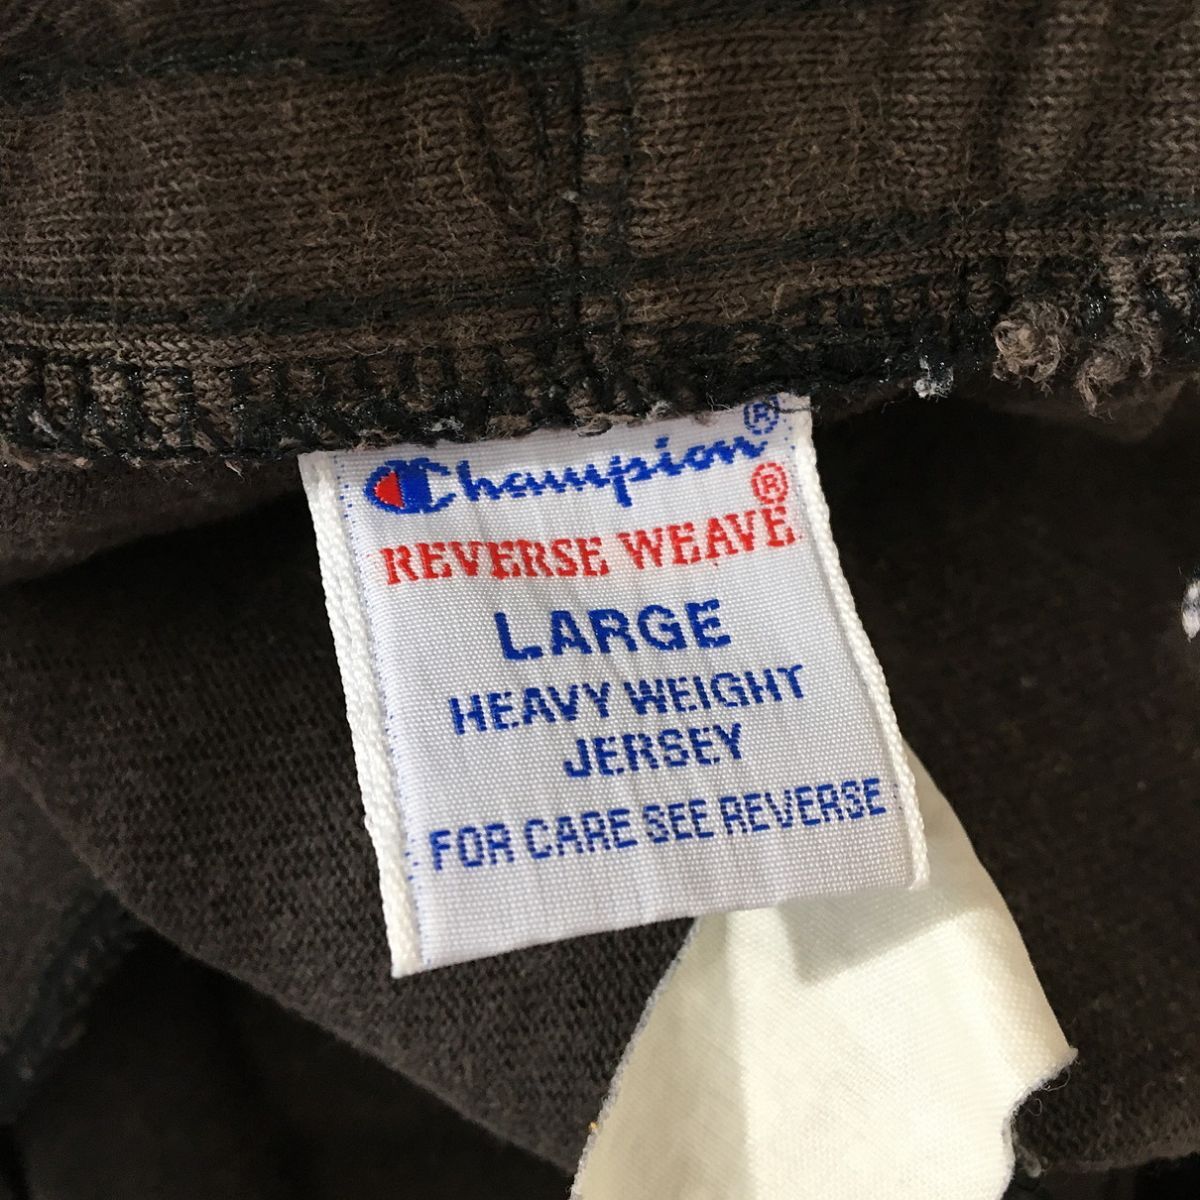 Champion®
REVERSE WEAVE®
LARGE
HEAVY WEIGHT
JERSEY
FOR CARE SEE REVERSE